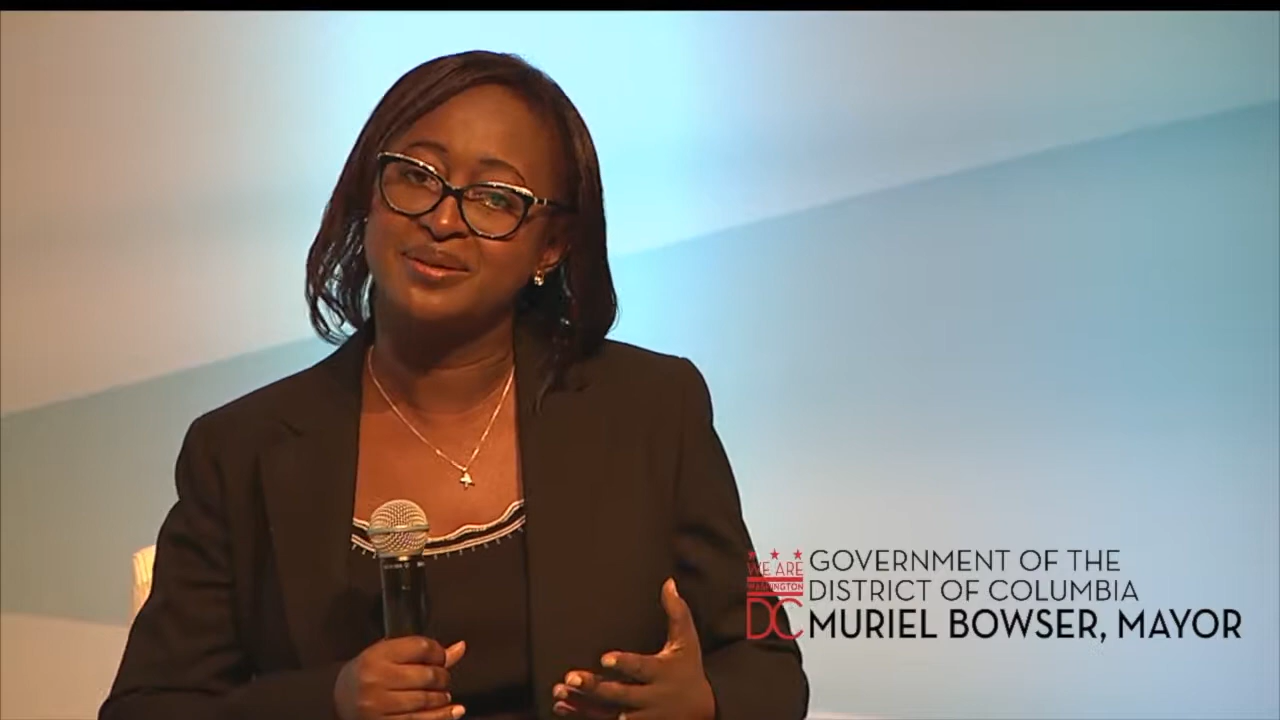 WE ARE
WASHINGTON
DC
GOVERNMENT OF THE
DISTRICT OF COLUMBIA
MURIEL BOWSER, MAYOR